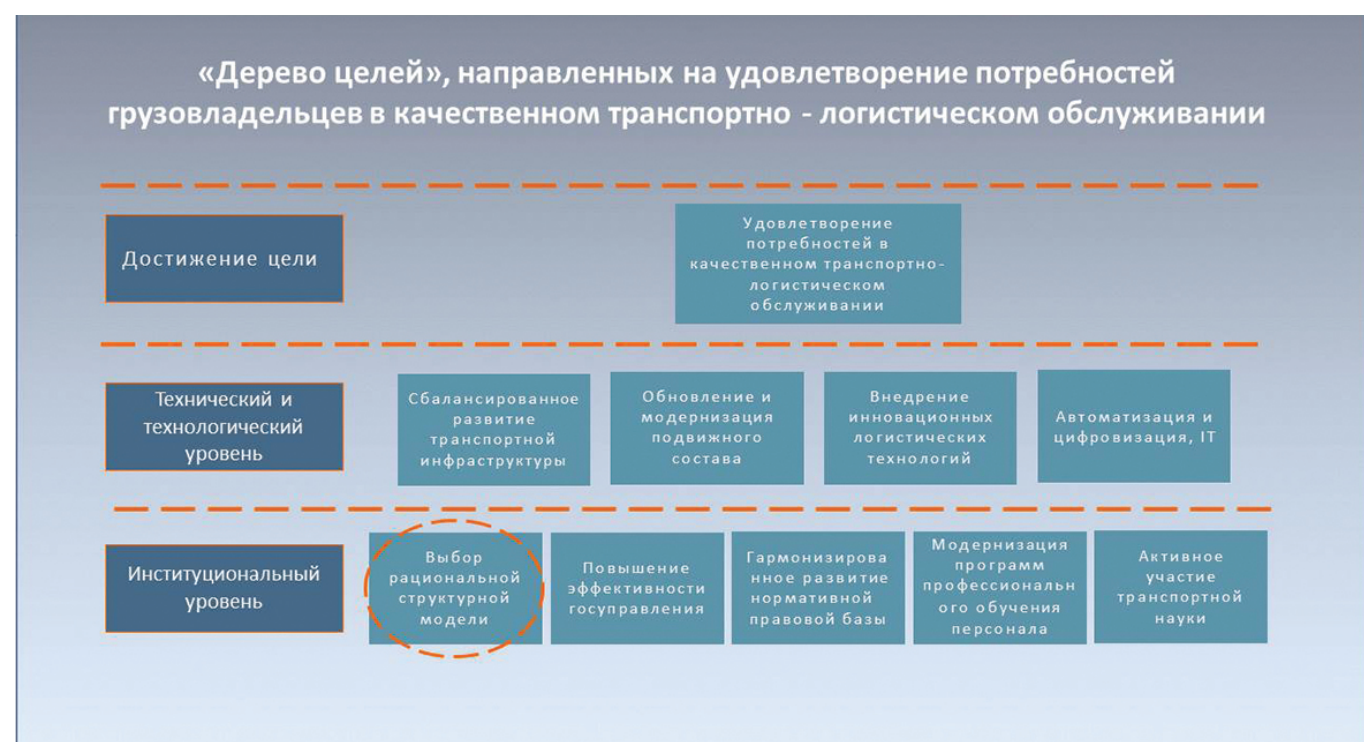 «Дерево целей», направленных на удовлетворение потребностей
грузовладельцев в качественном транспортно - логистическом обслуживании
Достижение цели
Удовлетворение
потребностей в
качественном транспортно-
логистическом
обслуживании
Технический и
технологический
уровень
Сбалансированное
развитие
транспортной
инфраструктуры
Обновление и
модернизация
подвижного
состава
Внедрение
инновационных
логистических
технологий
Автоматизация и
цифровизация, IT
Институциональный
уровень
Выбор
рациональной
структурной
модели
Повышение
эффективности
госуправления
Гармонизирова
нное развитие
нормативной
правовой базы
Модернизация
программ
профессиональн
ого обучения
персонала
Активное
участие
транспортной
науки